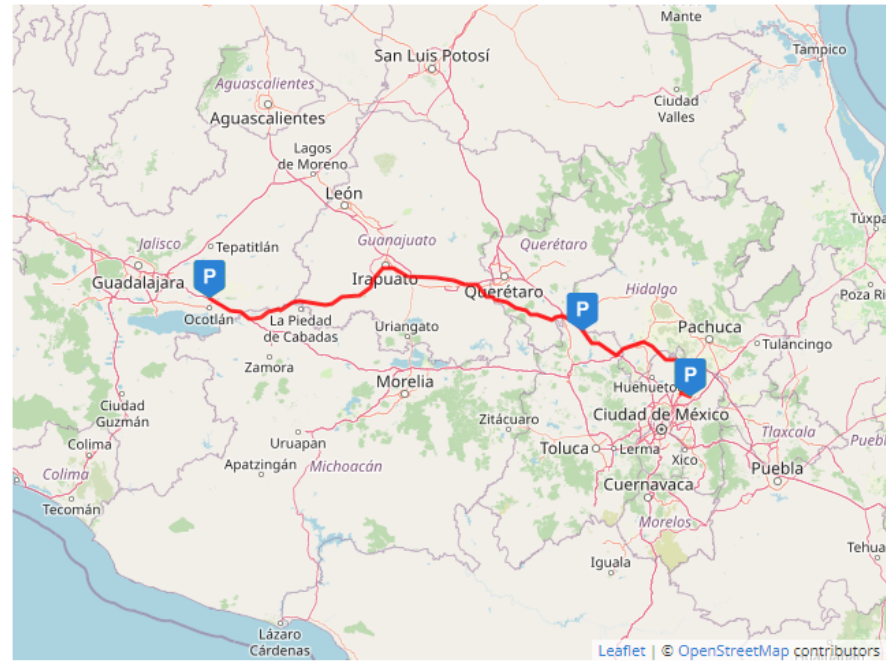 Mante
Tampico
San Luis Potosí
Aguascalientes
Ciudad
Valles
Aguascalientes
Lagos
de Moreno
León
Túxpa
Jalisco
Tepatitlán
Guanajuato
Querétaro
Guadalajara
P
Irapuato
Querétaro
Hidalgo
Poza Ri
Ocotlán
La Piedad
de Cabadas
P
Uriangato
Pachuca
Tulancingo
Zamora
Morelia
P
Huehueto
Ciudad
Guzmán
Zitácuaro
Ciudad de México
Colima
Uruapan
Tlaxcala
Puebla
Toluca
Lerma
Xico
Colima
Apatzingán
Michoacán
Puebla
Cuernavaca
Tecomán
Morelos
Iguala
Tehua
Lázaro
Cárdenas
Leaflet | © OpenStreetMap contributors